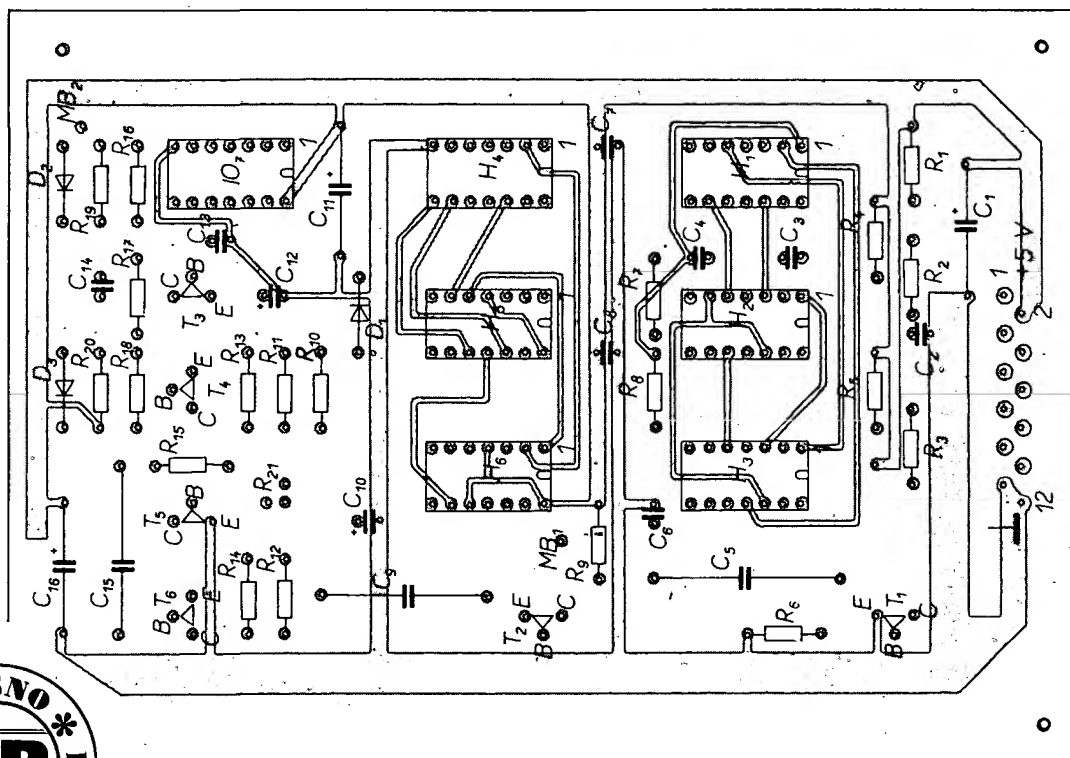 MB2
D2
R19
R16
IO7
1
C11
C13
C14
R17
C
B
T3
E
C12
D1
D3
R20
R18
B
E
T4
C
R13
R11
R10
R15
R21
T5
C
B
E
C10
C16
C15
B
T6
E
C
R14
R12
C9
H4
1
1
H6
1
C7
C8
MB1
R9
T2
E
B
C
H1
1
C4
C3
R7
R8
H2
1
H3
1
C6
C5
R6
E
T1
B
C
R4
R5
R1
R2
C2
R3
C1
+5V
1
2
12